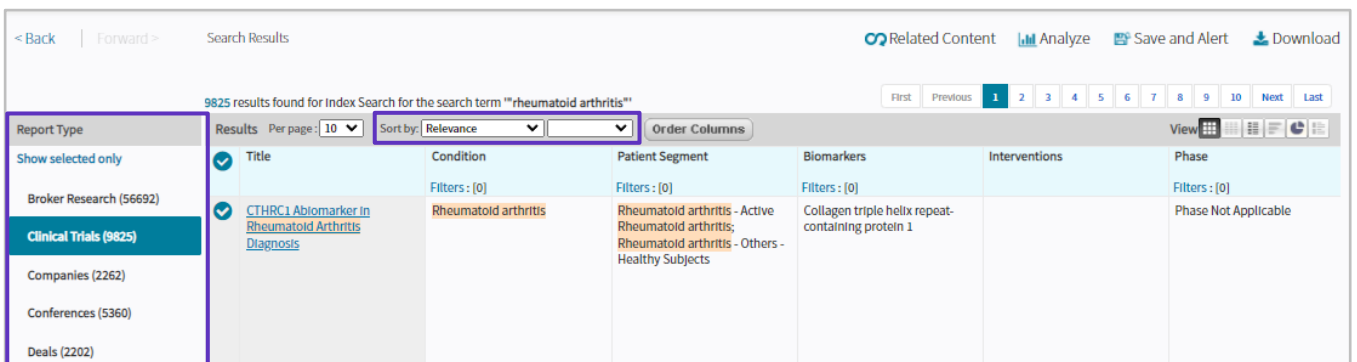 < Back
Forward >
Search Results
Related Content
Analyze
Save and Alert
Download
9825 results found for Index Search for the search term '"rheumatoid arthritis"'
First Previous 1 2 3 4 5 6 7 8 9 10 Next Last
Report Type
Show selected only
Broker Research (56692)
Clinical Trials (9825)
Companies (2262)
Conferences (5360)
Deals (2202)
Results Per page: 10 Sort by: Relevance Order Columns View
Title
Condition
Filters : [0]
Patient Segment
Filters : [0]
Biomarkers
Filters : [0]
Interventions
Phase
Filters : [0]
CTHRC1 Abiomarker in
Rheumatoid Arthritis
Diagnosis
Rheumatoid arthritis
Rheumatoid arthritis - Active
Rheumatoid arthritis;
Rheumatoid arthritis - Others -
Healthy Subjects
Collagen triple helix repeat-
containing protein 1
Phase Not Applicable